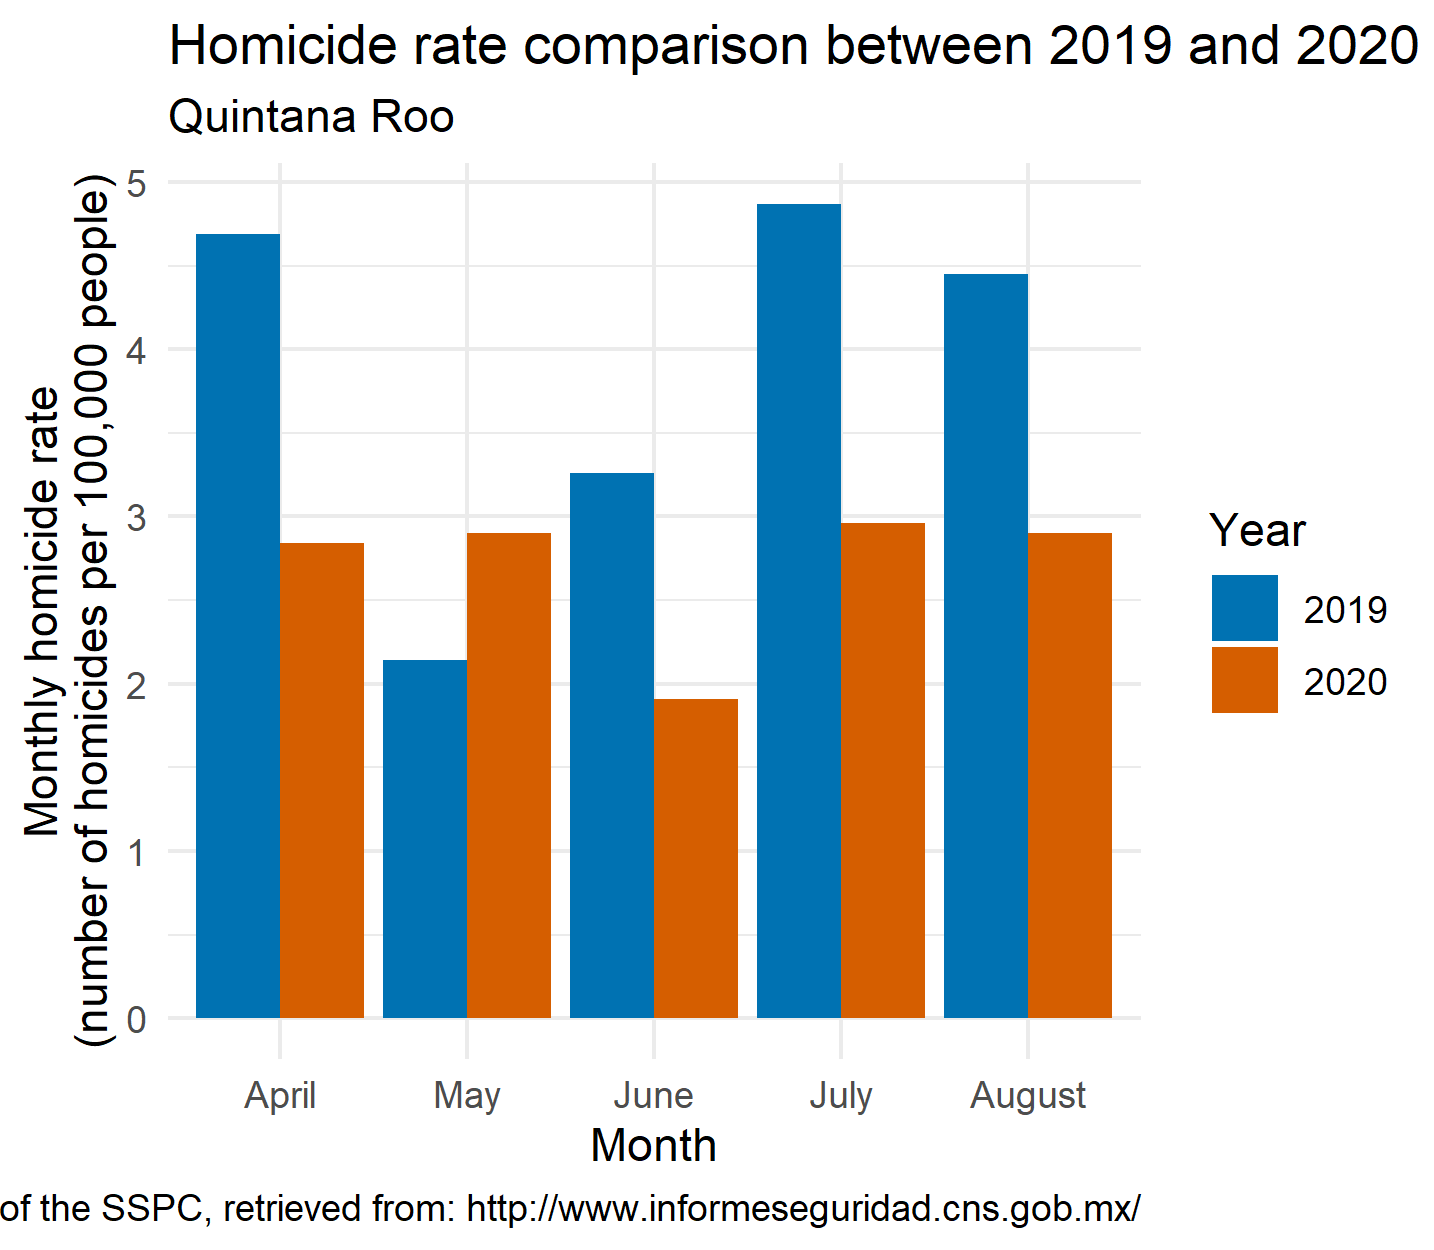 Homicide rate comparison between 2019 and 2020
Quintana Roo
Monthly homicide rate
(number of homicides per 100,000 people)
5
4
3
2
1
0
April May June July August
Month
Year
2019
2020
of the SSPC, retrieved from: http://www.informeseguridad.cns.gob.mx/